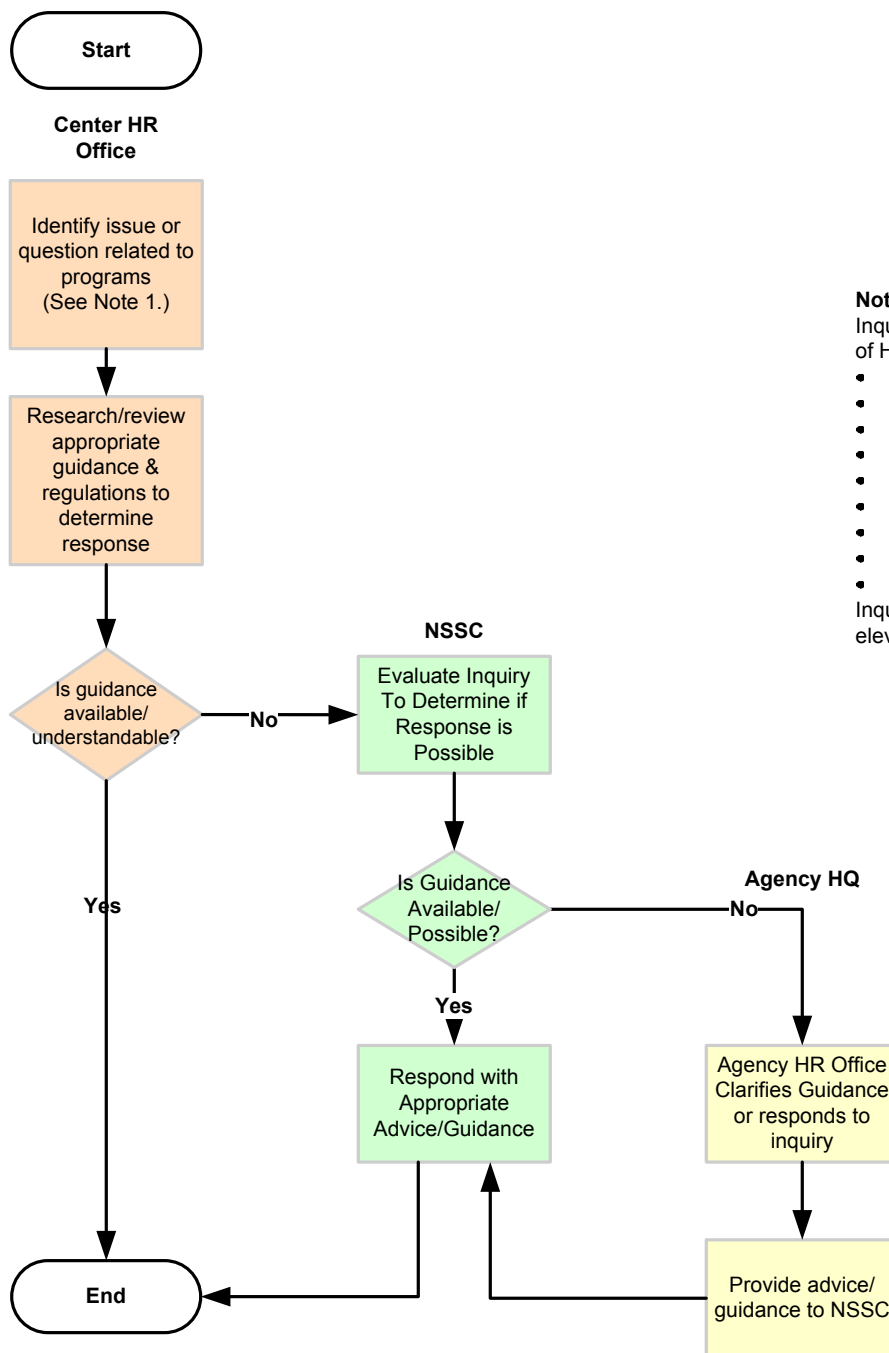 Start
Center HR
Office
Identify issue or
question related to
programs
(See Note 1.)
Research/review
appropriate
guidance &
regulations to
determine
response
Is guidance
available/
understandable?
No
Yes
NSSC
Evaluate Inquiry
To Determine if
Response is
Possible
Is Guidance
Available/
Possible?
No
Yes
Respond with
Appropriate
Advice/Guidance
Agency HQ
Agency HR Office
Clarifies Guidance
or responds to
inquiry
Provide advice/
guidance to NSSC
End
of